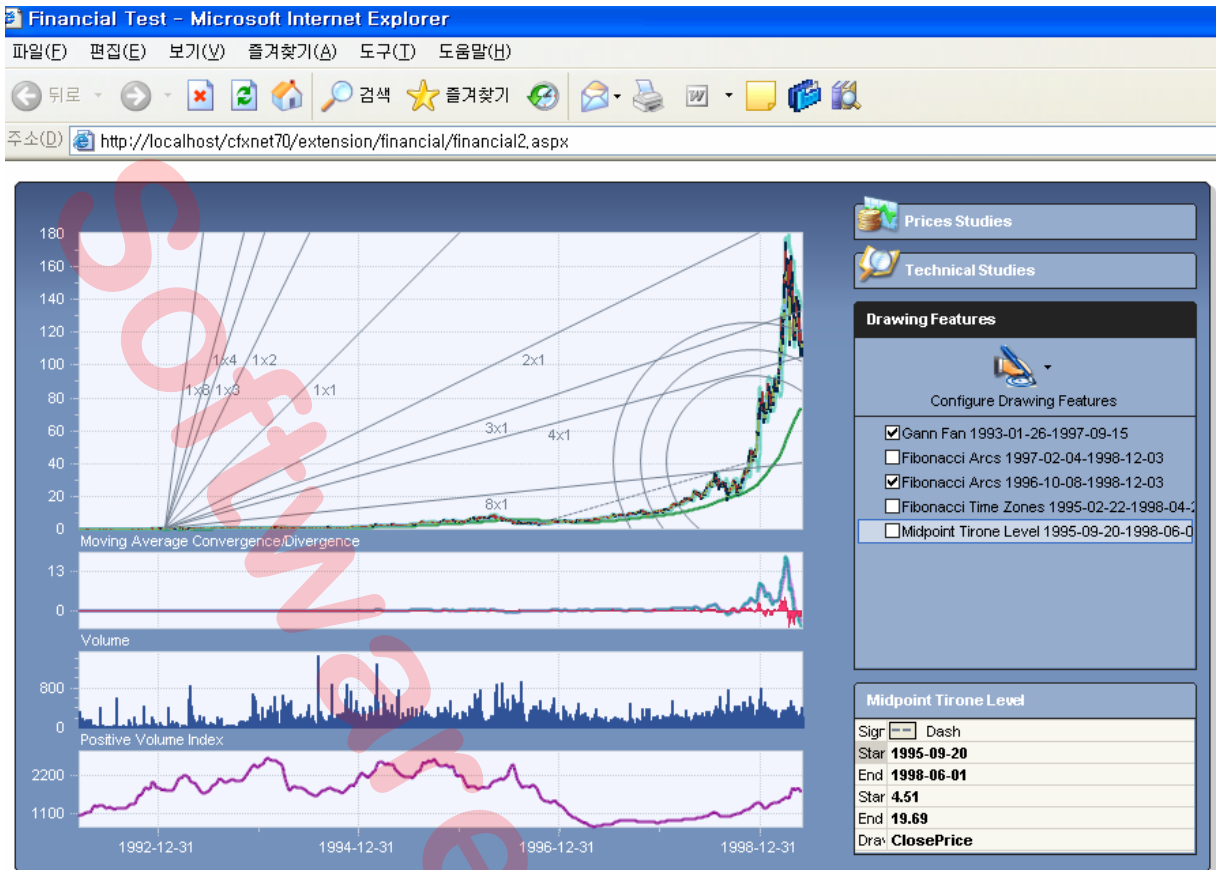 Financial Test - Microsoft Internet Explorer
파일(F) 편집(E) 보기(V) 즐겨찾기(A) 도구(T) 도움말(H)
뒤로 검색 즐겨찾기
주소(D) http://localhost/cfxnet70/extension/financial/financial2.aspx
Prices Studies
Technical Studies
Drawing Features
Configure Drawing Features
Gann Fan 1993-01-26-1997-09-15
Fibonacci Arcs 1997-02-04-1998-12-03
Fibonacci Arcs 1996-10-08-1998-12-03
Fibonacci Time Zones 1995-02-22-1998-04-2
Midpoint Tirone Level 1995-09-20-1998-06-0
Midpoint Tirone Level
Sigr Dash
Star 1995-09-20
End 1998-06-01
Star 4.51
End 19.69
Dra ClosePrice
180
160
140
120
100
80
60
40
20
0
1x4 1x2
1x8 1x3 1x1
2x1
3x1 4x1
8x1
Moving Average Convergence/Divergence
13
0
Volume
800
0
Positive Volume Index
2200
1100
1992-12-31 1994-12-31 1996-12-31 1998-12-31
Software